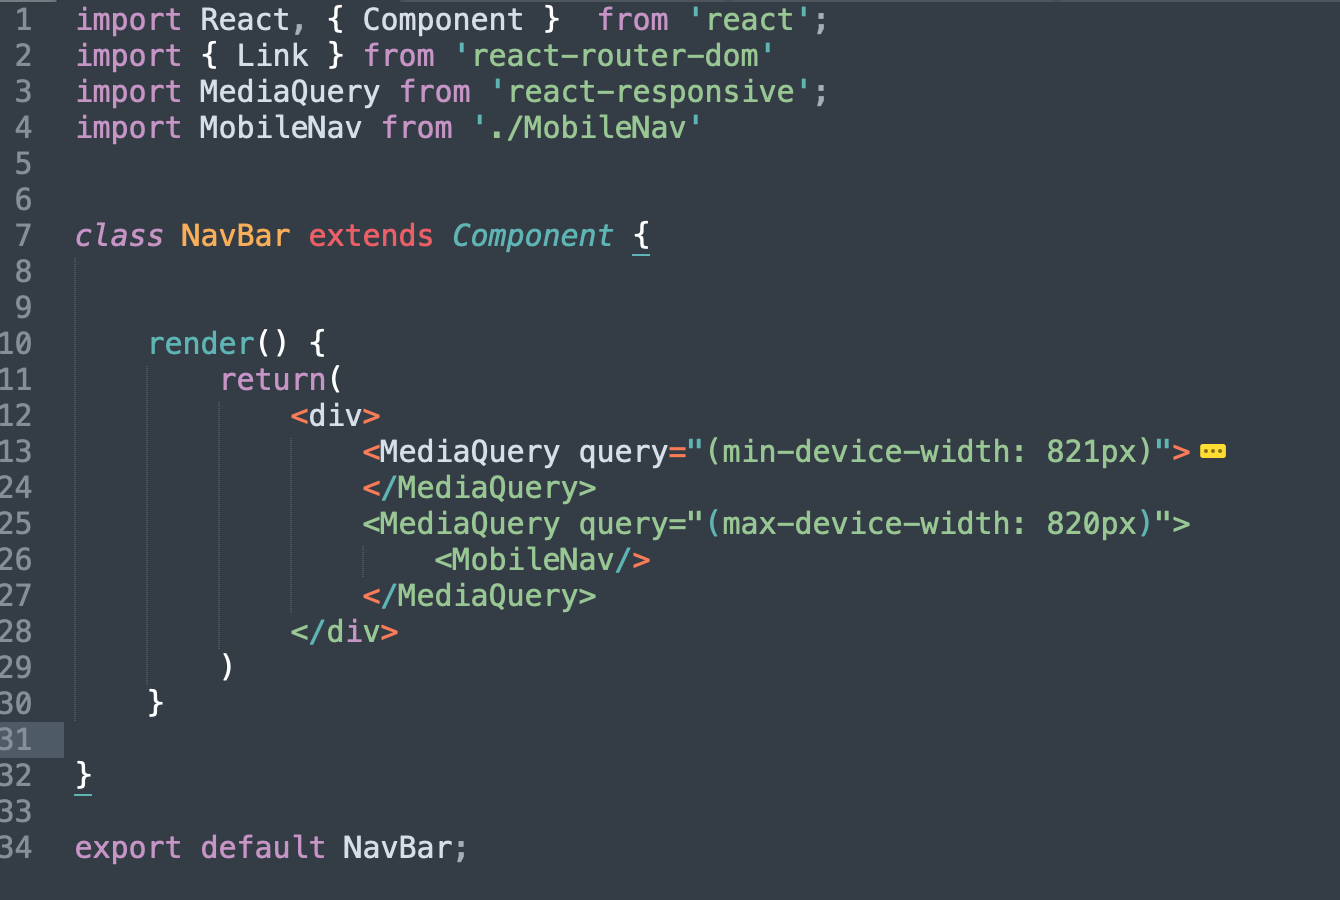 1 import React, { Component }  from 'react';
2 import { Link } from 'react-router-dom'
3 import MediaQuery from 'react-responsive';
4 import MobileNav from './MobileNav'
5
6
7 class NavBar extends Component {
8
9
10     render() {
11         return(
12             <div>
13                 <MediaQuery query="(min-device-width: 821px)">
24                 </MediaQuery>
25                 <MediaQuery query="(max-device-width: 820px)">
26                     <MobileNav/>
27                 </MediaQuery>
28             </div>
29         )
30     }
31
32 }
33
34 export default NavBar;